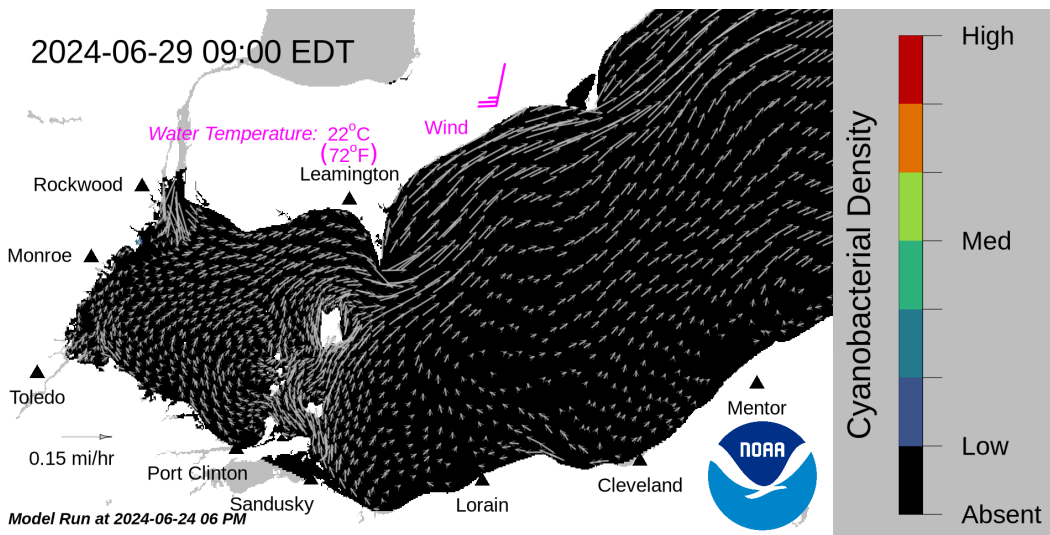 2024-06-29 09:00 EDT
Water Temperature: 22°C
(72°F)
Wind
Leamington
Rockwood
Monroe
Toledo
0.15 mi/hr
Port Clinton
Sandusky
Lorain
Cleveland
Mentor
NOAA
Model Run at 2024-06-24 06 PM
Cyanobacterial Density
High
Med
Low
Absent